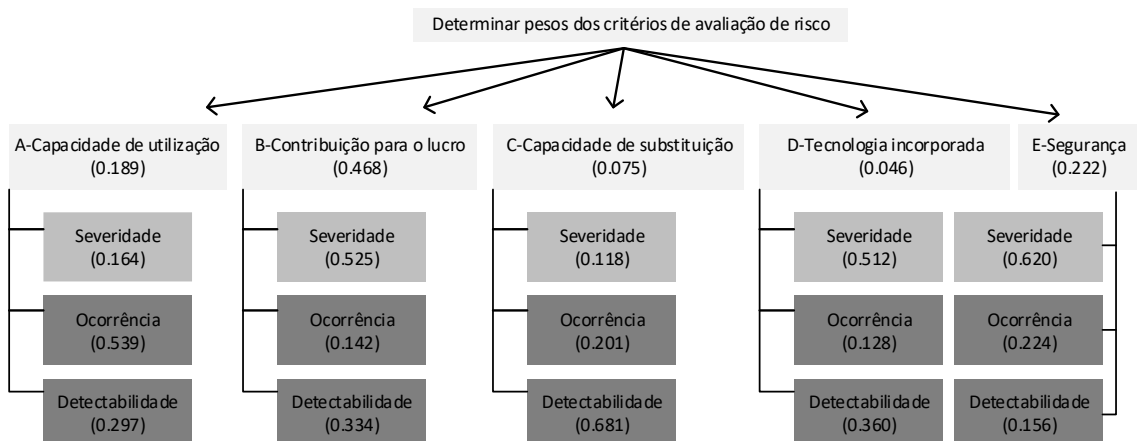 Determinar pesos dos critérios de avaliação de risco
A-Capacidade de utilização
(0.189)
B-Contribuição para o lucro
(0.468)
C-Capacidade de substituição
(0.075)
D-Tecnologia incorporada
(0.046)
E-Segurança
(0.222)
Severidade
(0.164)
Severidade
(0.525)
Severidade
(0.118)
Severidade
(0.512)
Severidade
(0.620)
Ocorrência
(0.539)
Ocorrência
(0.142)
Ocorrência
(0.201)
Ocorrência
(0.128)
Ocorrência
(0.224)
Detectabilidade
(0.297)
Detectabilidade
(0.334)
Detectabilidade
(0.681)
Detectabilidade
(0.360)
Detectabilidade
(0.156)